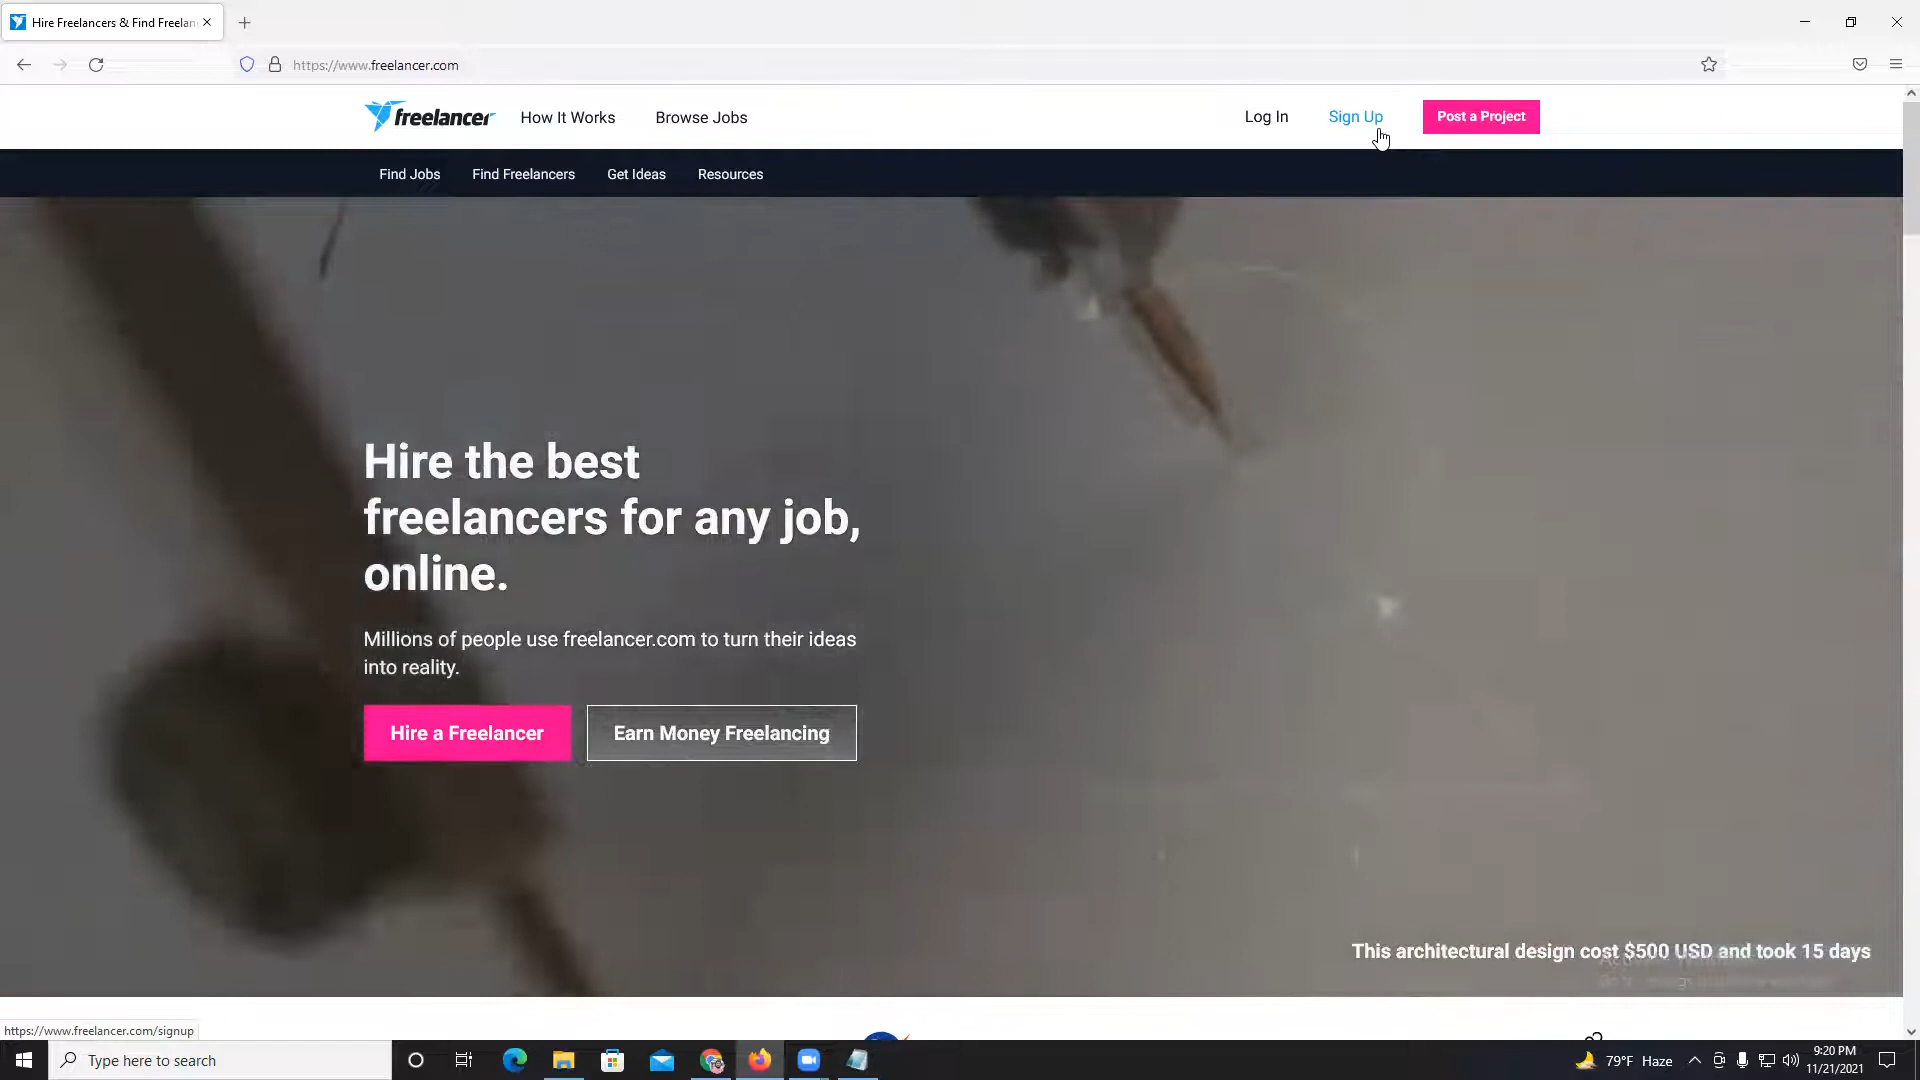 Hire Freelancers & Find Freelan
https://www.freelancer.com
freelancer
How It Works
Browse Jobs
Log In
Sign Up
Post a Project
Find Jobs
Find Freelancers
Get Ideas
Resources
Hire the best
freelancers for any job,
online.
Millions of people use freelancer.com to turn their ideas
into reality.
Hire a Freelancer
Earn Money Freelancing
This architectural design cost $500 USD and took 15 days
https://www.freelancer.com/signup
Type here to search
79°F Haze
9:20 PM
11/21/2021